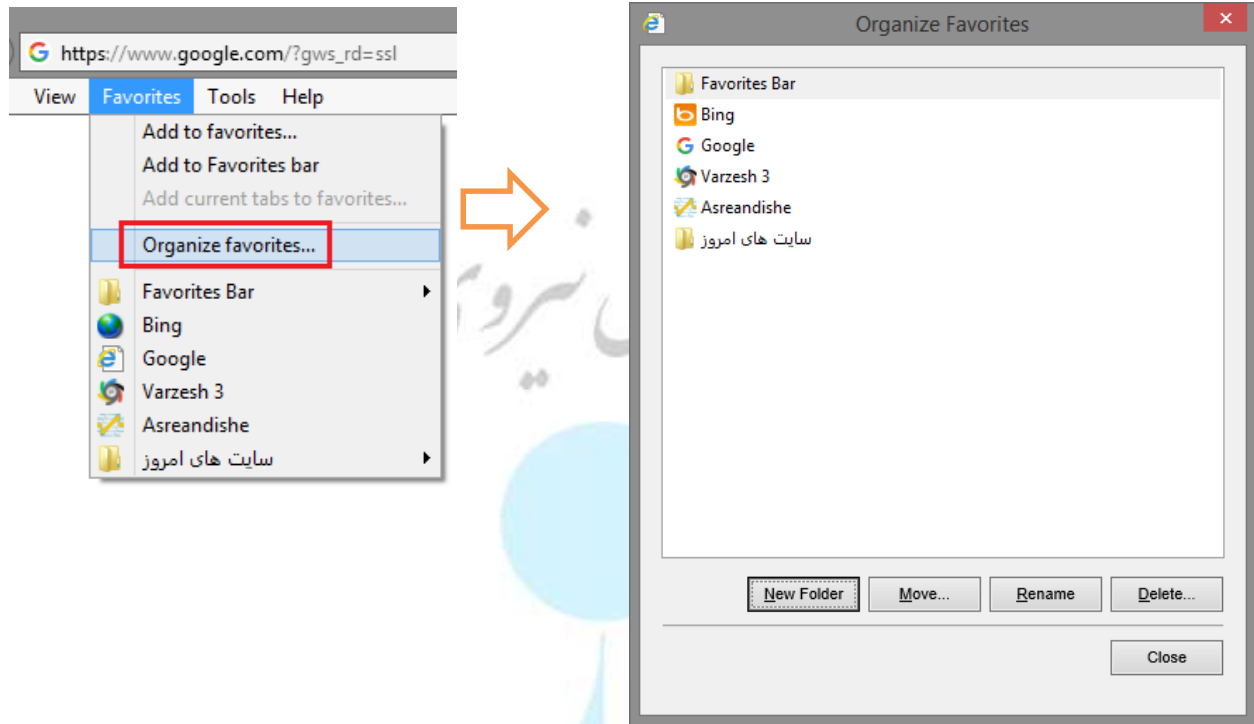 https://www.google.com/?gws_rd=ssl
View Favorites Tools Help
Add to favorites...
Add to Favorites bar
Add current tabs to favorites...
Organize favorites...
Favorites Bar
Bing
Google
Varzesh 3
Asreandishe
سایت های امروز
Organize Favorites
Favorites Bar
Bing
Google
Varzesh 3
Asreandishe
سایت های امروز
New Folder Move... Rename Delete...
Close